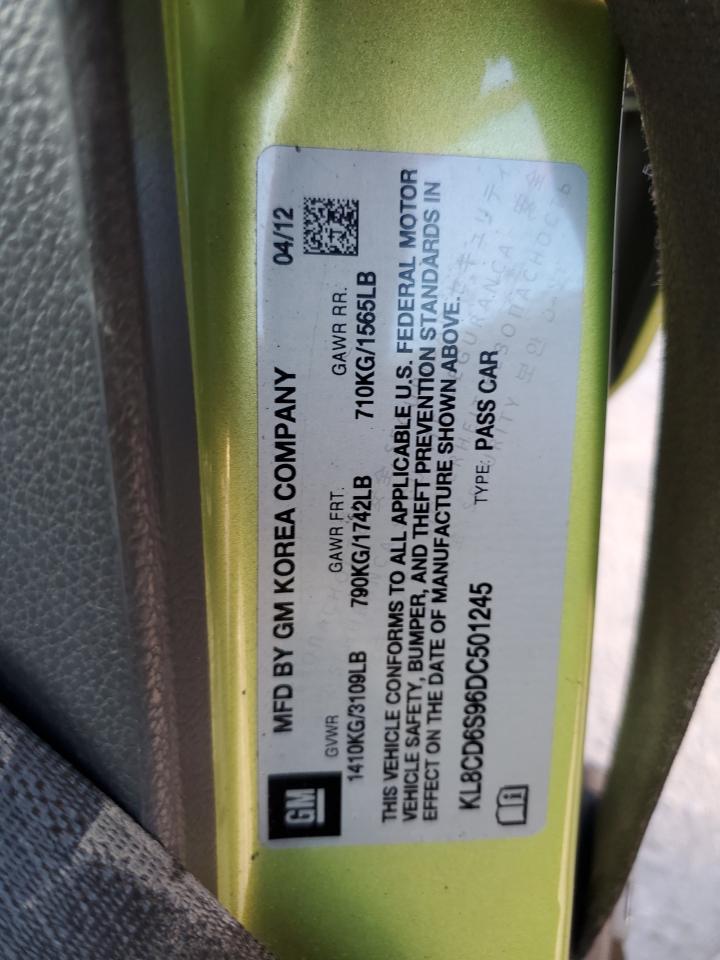 GM
MFD BY GM KOREA COMPANY 04/12
GVWR GAWR FRT. GAWR RR.
1410KG/3109LB 790KG/1742LB 710KG/1565LB
THIS VEHICLE CONFORMS TO ALL APPLICABLE U.S. FEDERAL MOTOR
VEHICLE SAFETY, BUMPER, AND THEFT PREVENTION STANDARDS IN
EFFECT ON THE DATE OF MANUFACTURE SHOWN ABOVE.
KL8CD6S96DC501245 TYPE: PASS CAR